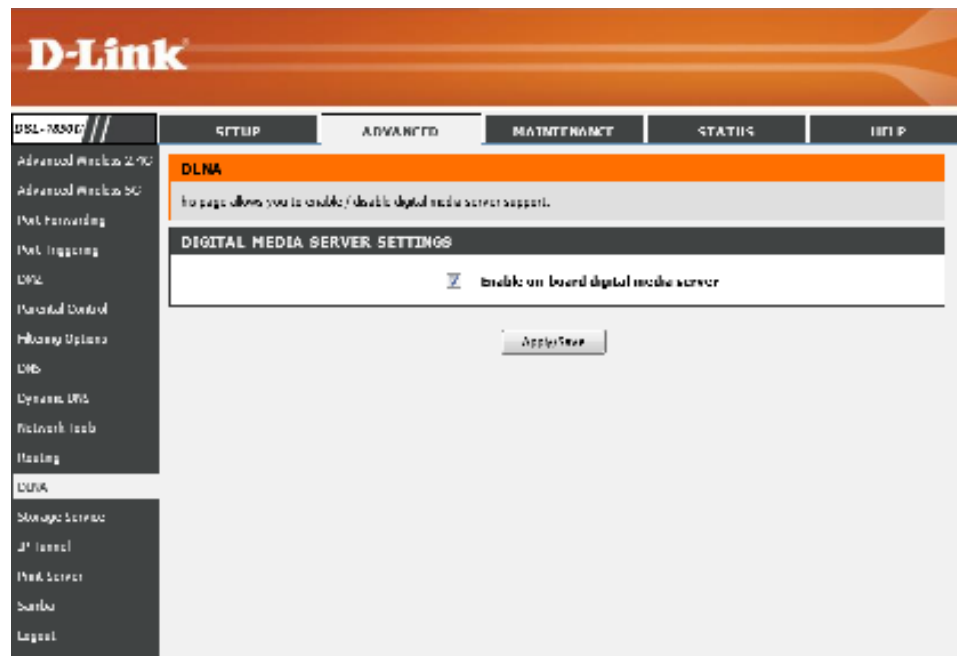 D-Link
SETUP ADVANCED MAINTENANCE STATUS HELP
Advanced Wireless 2.4G
Advanced Wireless 5G
Port Forwarding
Port Triggering
DMZ
Parental Control
Filtering Options
DNS
Dynamic DNS
Network Tools
Routing
DLNA
Storage Service
IP Tunnel
Print Server
Samba
Logout
DLNA
page allows you to enable / disable digital media server support.
DIGITAL MEDIA SERVER SETTINGS
Enable on-board digital media server
Apply/Save